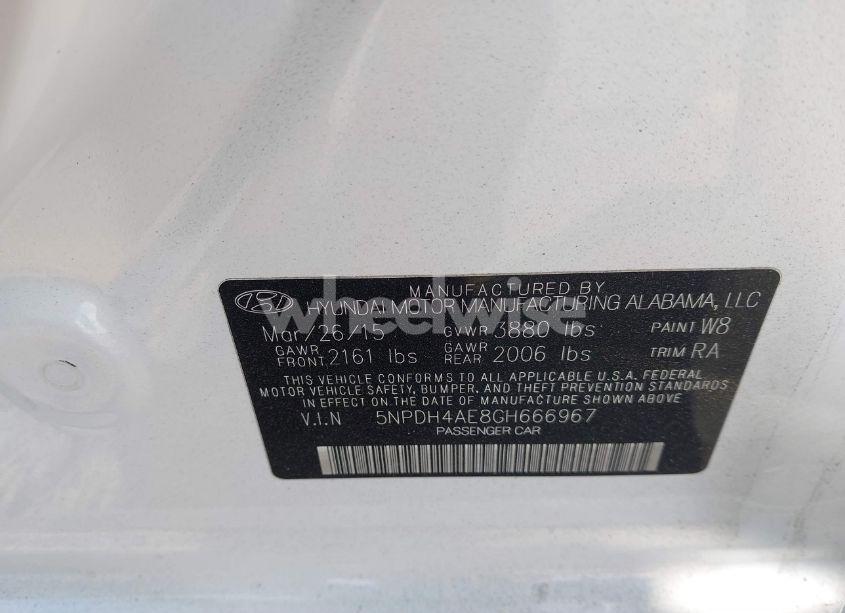 MANUFACTURED BY
HYUNDAI MOTOR MANUFACTURING ALABAMA, LLC
wheelwise
Mar/26/15 GVWR 3880 lbs PAINT W8
GAWR FRONT 2161 lbs GAWR REAR 2006 lbs TRIM RA
THIS VEHICLE CONFORMS TO ALL APPLICABLE U.S.A. FEDERAL
MOTOR VEHICLE SAFETY, BUMPER, AND THEFT PREVENTION STANDARDS
IN EFFECT ON THE DATE OF MANUFACTURE SHOWN ABOVE
V.I.N 5NPDH4AE8GH666967
PASSENGER CAR